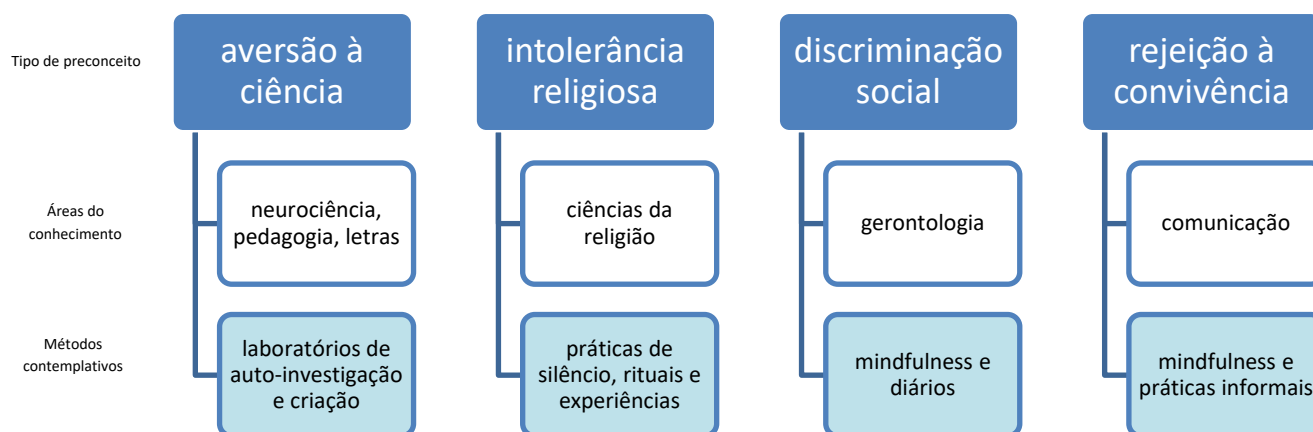 Tipo de preconceito
aversão à
ciência
intolerância
religiosa
discriminação
social
rejeição à
convivência
Áreas do
conhecimento
neurociência,
pedagogia, letras
ciências da
religião
gerontologia
comunicação
Métodos
contemplativos
laboratórios de
auto-investigação
e criação
práticas de
silêncio, rituais e
experiências
mindfulness e
diários
mindfulness e
práticas informais